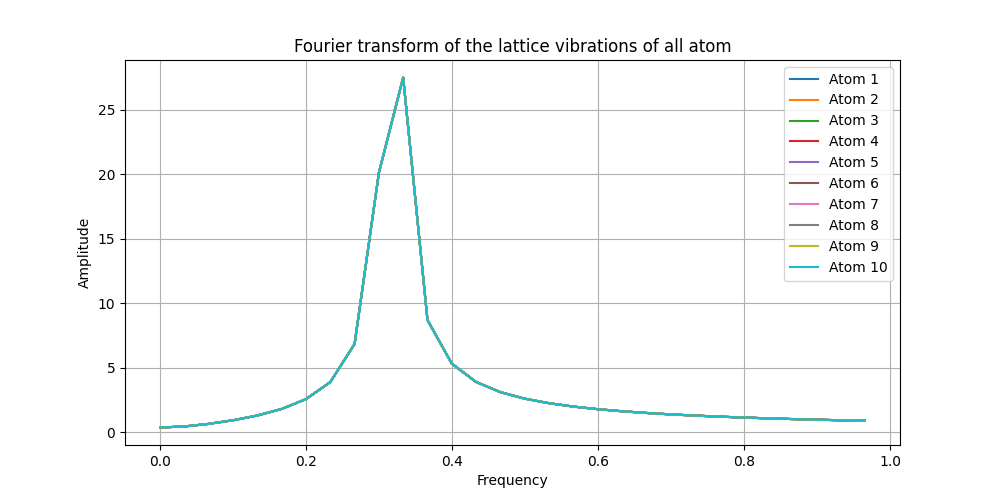 Fourier transform of the lattice vibrations of all atom
Amplitude
25
20
15
10
5
0
0.0
0.2
0.4
0.6
0.8
1.0
Frequency
Atom 1
Atom 2
Atom 3
Atom 4
Atom 5
Atom 6
Atom 7
Atom 8
Atom 9
Atom 10